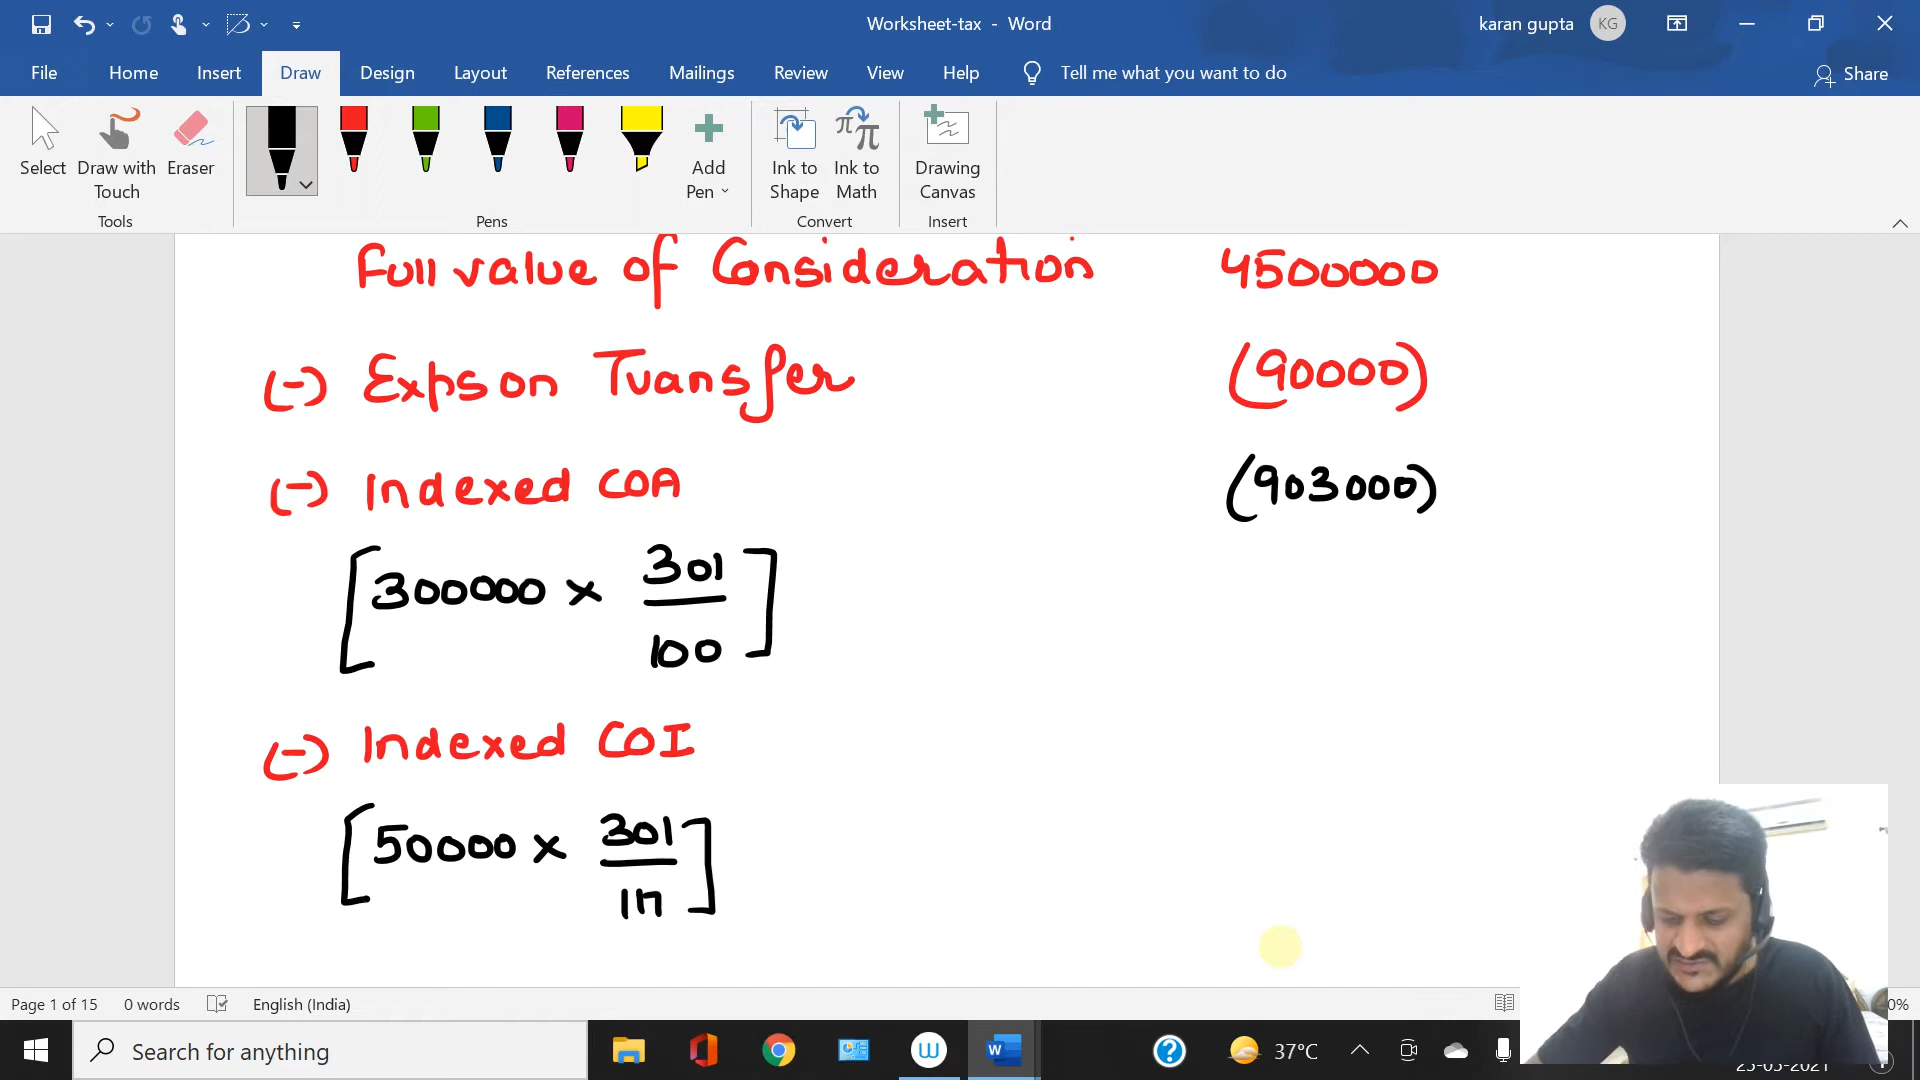 Worksheet-tax - Word
karan gupta
KG
File Home Insert Draw Design Layout References Mailings Review View Help Tell me what you want to do Share
Select
Draw with Touch
Eraser
Add Pen
Ink to Shape
Ink to Math
Drawing Canvas
Tools
Pens
Convert
Insert
Full value of Consideration 4500000
(-) Exps on Transfer (90000)
(-) Indexed COA (903000)
[300000 × 301/100]
(-) Indexed COI
[50000 × 301/117]
Page 1 of 15 0 words English (India) 0%
Search for anything
37°C